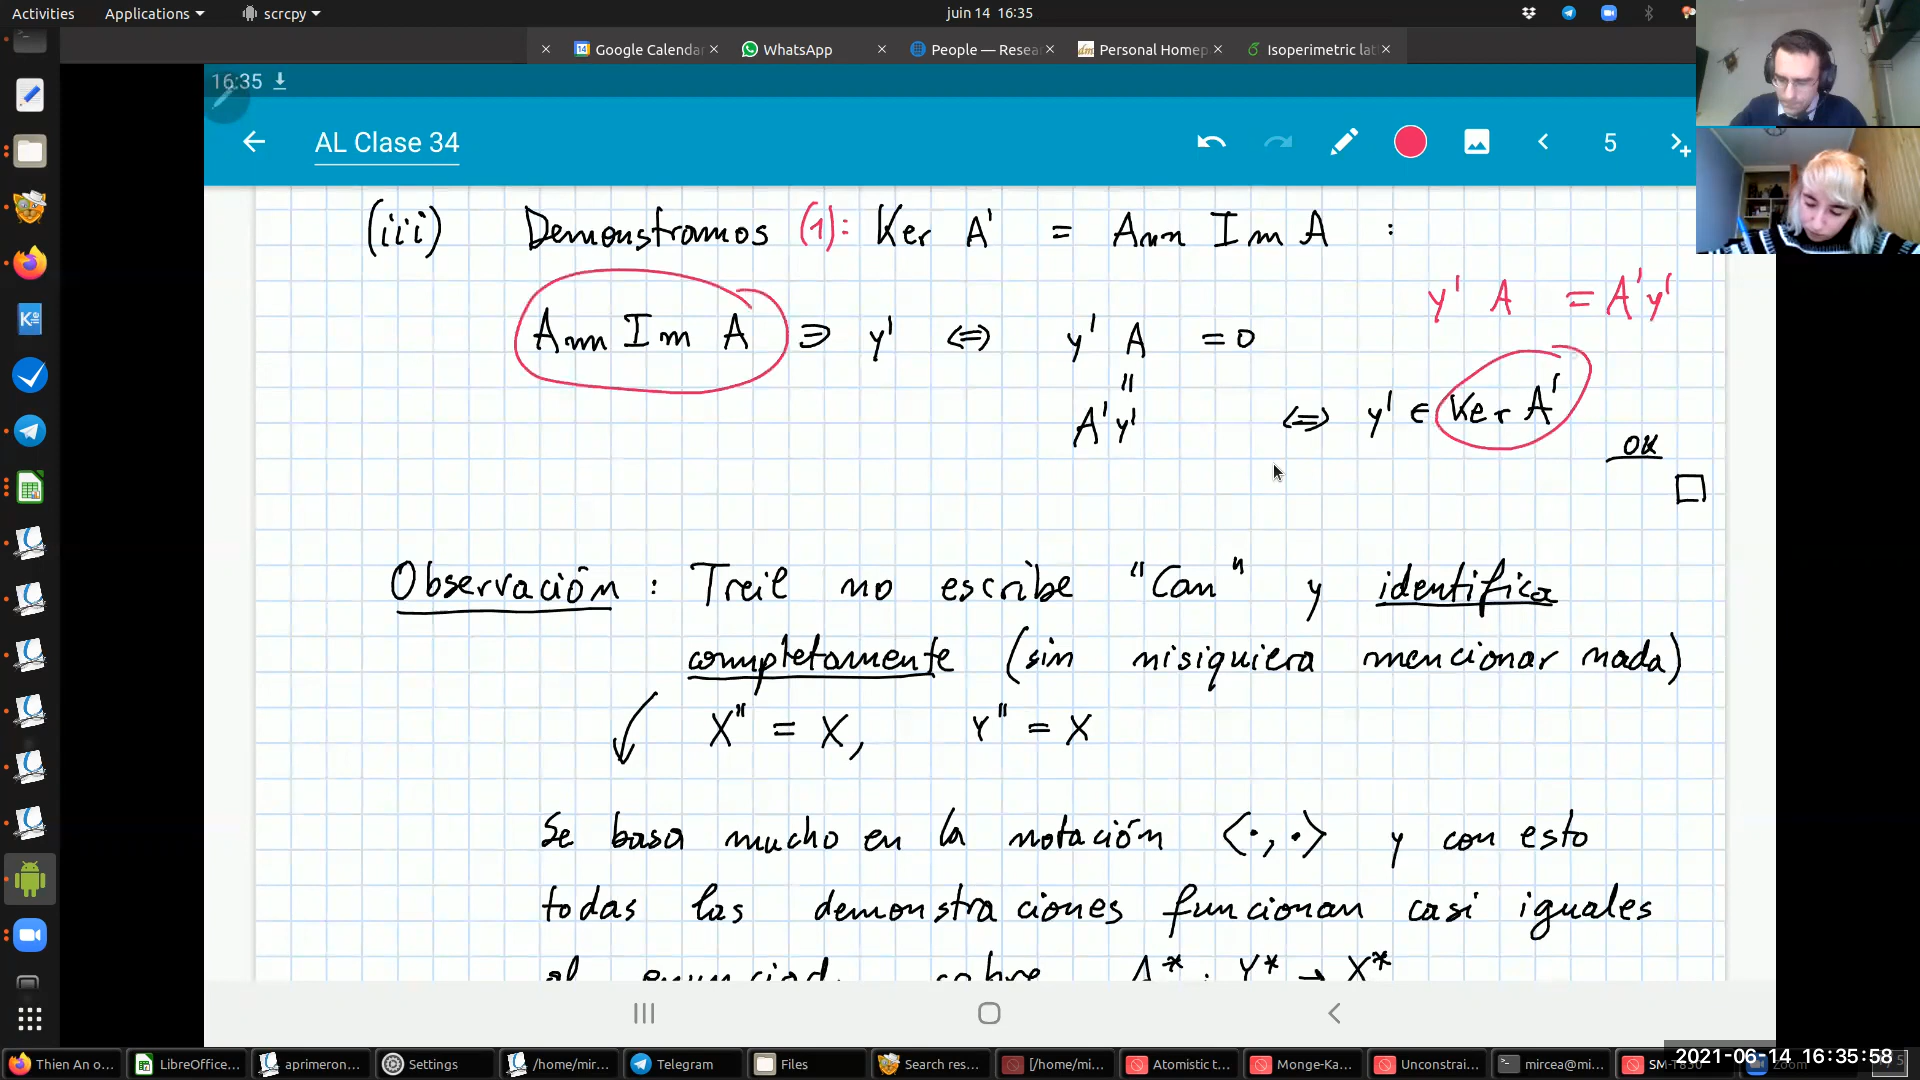 Activities Applications scrcpy juin 14 16:35
Google Calenda WhatsApp People — Resea Personal Homep Isoperimetric lat
16:35
AL Clase 34 5
(iii) Demonstramos (1): Ker A' = Ann Im A :
y' A = A'y'
Ann Im A ∋ y' ⇔ y' A = 0
"
A'y' ⇔ y' ∈ Ker A'
OK
□
Observación : Treil no escribe "Can" y identifica
completamente (sin nisiquiera mencionar nada)
X'' = X, Y'' = X
Se basa mucho en la notación <·,·> y con esto
todas las demonstraciones funcionan casi iguales
sobre A* : Y* → X*
Thien An o... LibreOffice... aprimeron... Settings /home/mir... Telegram Files Search res... [/home/mi... Atomistic t... Monge-Ka... Unconstrai... mircea@mi...
2021-06-14 16:35:58